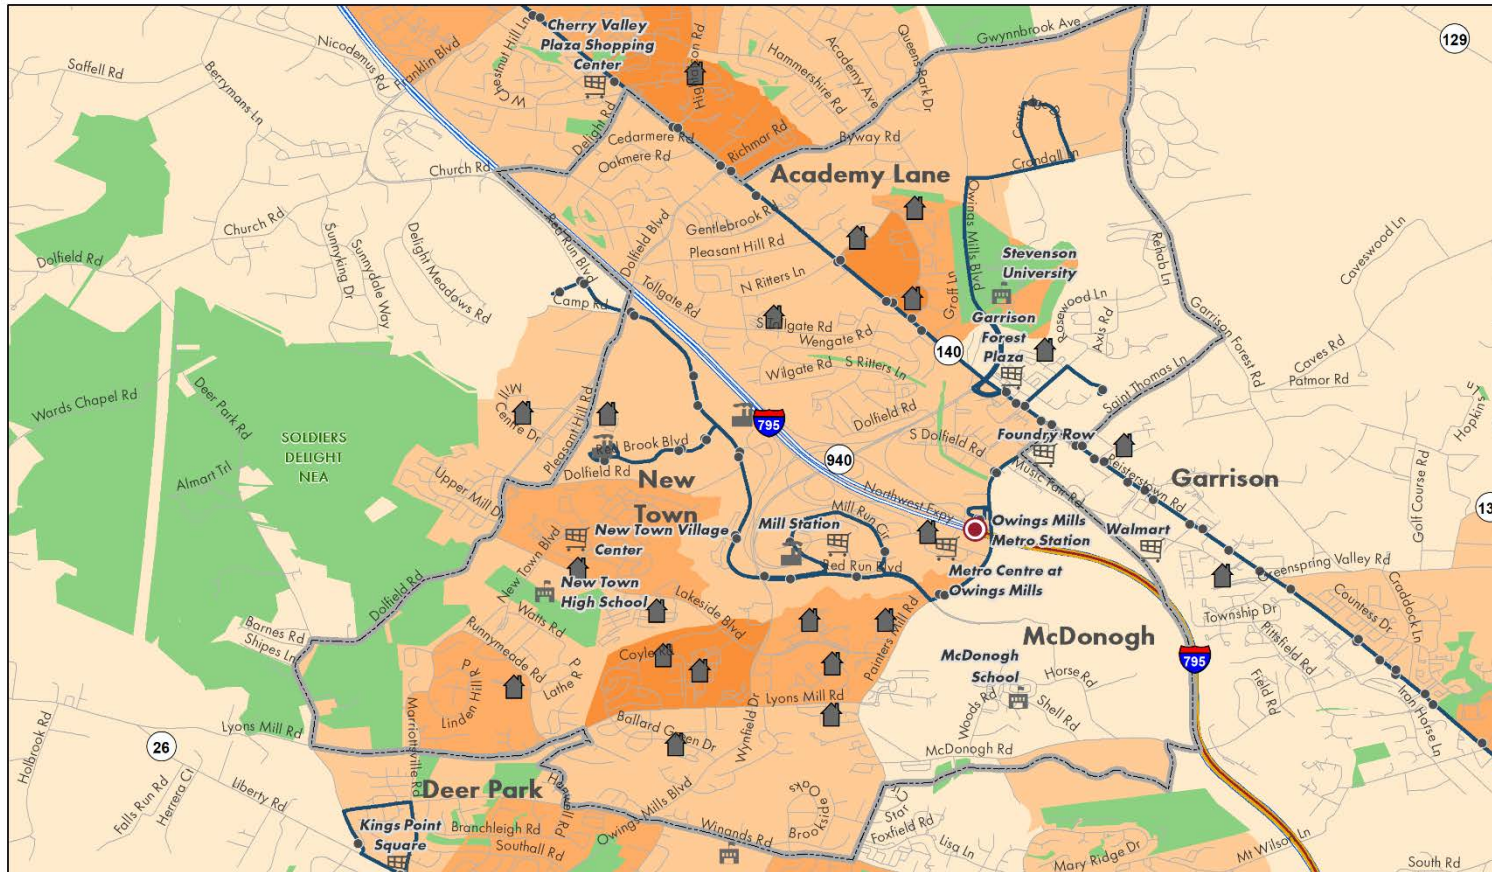 Cherry Valley
Plaza Shopping
Center
Nicodemus Rd
Franklin Blvd
W Chestnut Hill Ln
Saffell Rd
Berrymans Ln
Hammershire Rd
Academy Ave
Queens Park Dr
Gwynnbrook Ave
129
Delight Rd
Cedarmere Rd
Oakmere Rd
Richmar Rd
Byway Rd
Crandall Ln
Church Rd
Academy Lane
Church Rd
Dolfield Rd
Sunnyking Dr
Sunnydale Way
Delight Meadows Rd
Red Run Blvd
Dolfield Blvd
Gentlebrook Rd
Pleasant Hill Rd
Owings Mills Blvd
Stevenson
University
Rehab Ln
Caveswood Ln
Camp Rd
Tollgate Rd
N Ritters Ln
Groff Ln
Garrison
Forest
Plaza
Rosewood Ln
Axis Rd
Garrison Forest Rd
S Tollgate Rd
Wengate Rd
140
Wilgate Rd
S Ritters Ln
Caves Rd
Patmor Rd
Saint Thomas Ln
Wards Chapel Rd
Deer Park Rd
Mill
Centre Dr
Pleasant Hill Rd
795
Dolfield Rd
S Dolfield Rd
Foundry Row
Hopkins
SOLDIERS
DELIGHT
NEA
Almart Trl
Red Brook Blvd
Dolfield Rd
940
Music Fair Rd
Reisterstown Rd
Garrison
Golf Course Rd
Upper Mill Dr
New
Town
Northwest Expy
Mill Run Cir
Mill Station
Owings Mills
Metro Station
Walmart
13
New Town Blvd
New Town Village
Center
Red Run Blvd
Metro Centre at
Owings Mills
Greenspring Valley Rd
New Town
High School
Dolfield Rd
Lakeside Blvd
Watts Rd
Runnymeade Rd
Painters Mill Rd
Township Dr
Pittsfield Rd
Countess Dr
Craddock Ln
Barnes Rd
Shipes Ln
Coyle Rd
McDonogh
McDonogh
School
Horse Rd
795
Linden Hill Rd
Lathe R
P
Lyons Mill Rd
Woods Rd
Shell Rd
Field Rd
Iron Horse Ln
Holbrook Rd
Lyons Mill Rd
Marriottsville Rd
Ballard Green Dr
Wynfield Dr
McDonogh Rd
26
Falls Run Rd
Herrera Ct
Liberty Rd
Deer Park
Owings Mills Blvd
Brookside Oaks
Kings Point
Square
Branchleigh Rd
Southall Rd
Winands Rd
Foxfield Rd
Lisa Ln
Mary Ridge Dr
Mt Wilson Ln
South Rd